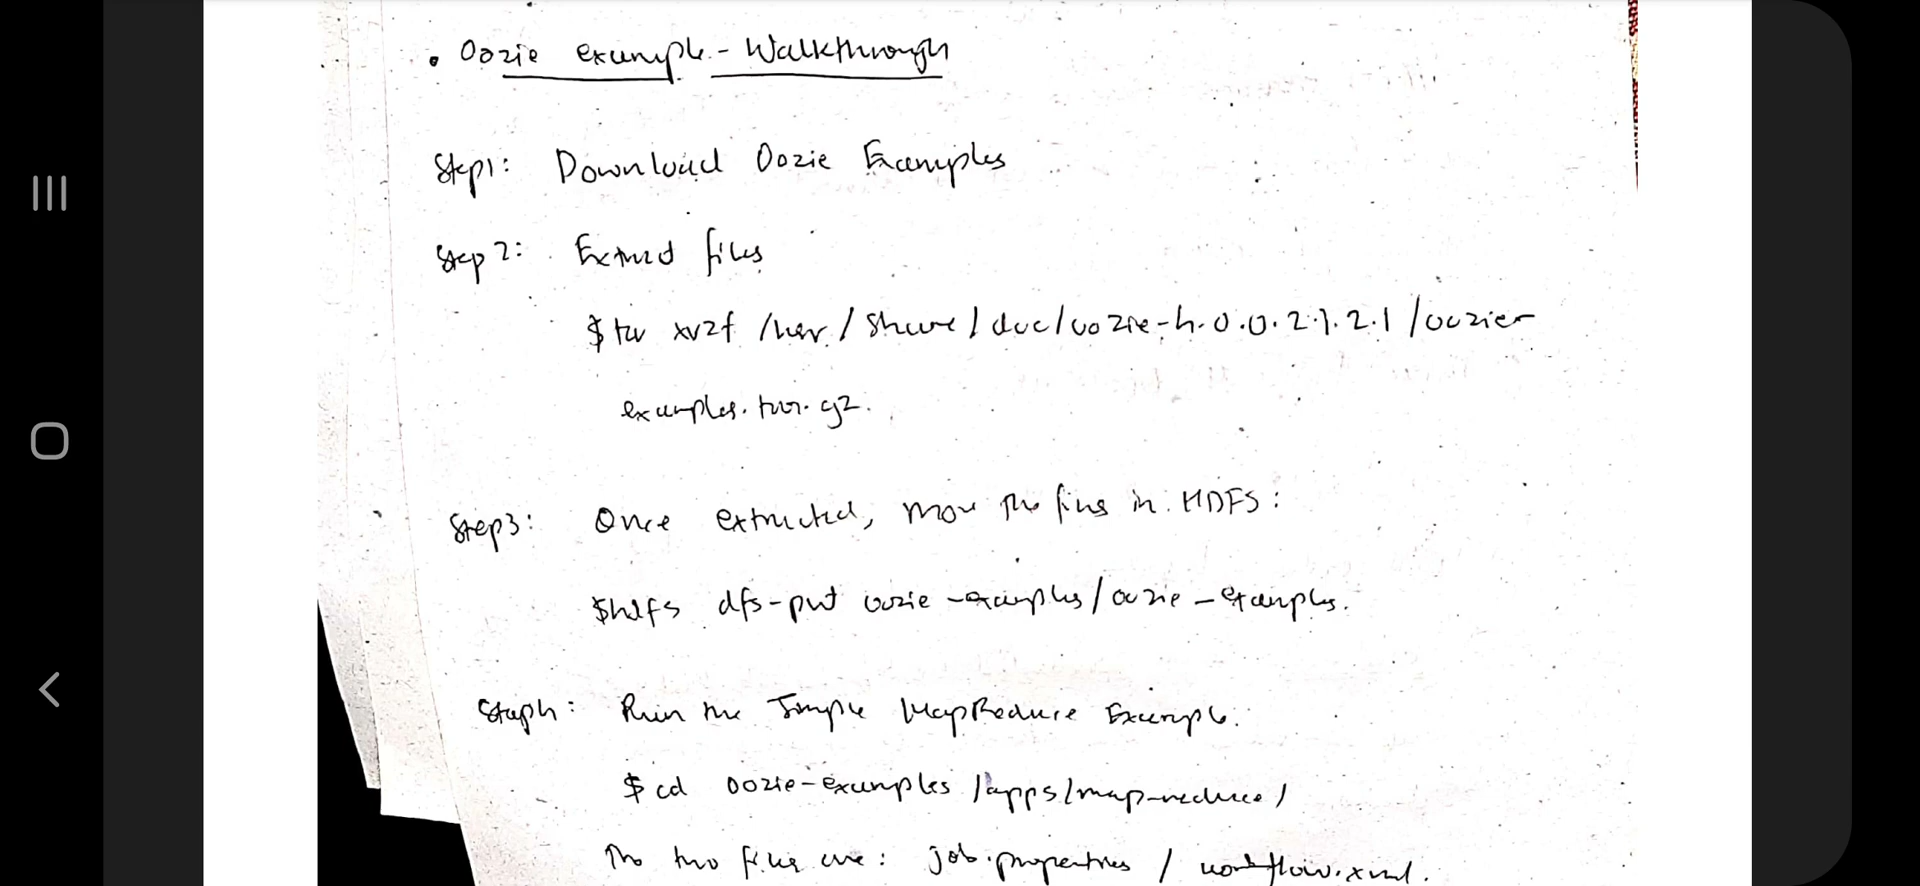 • Oozie example - Walkthrough
Step1: Download Oozie Examples
Step 2: Extract files
$ tar xvzf /usr/share/doc/oozie-4.0.0.2.1.2.1/oozie-
examples.tar.gz.
Step3: Once extracted, move the files in HDFS:
$hdfs dfs-put oozie-examples/oozie-examples.
Step4: Run the Simple MapReduce Example.
$ cd oozie-examples/apps/map-reduce/
The two files are: job.properties / workflow.xml.